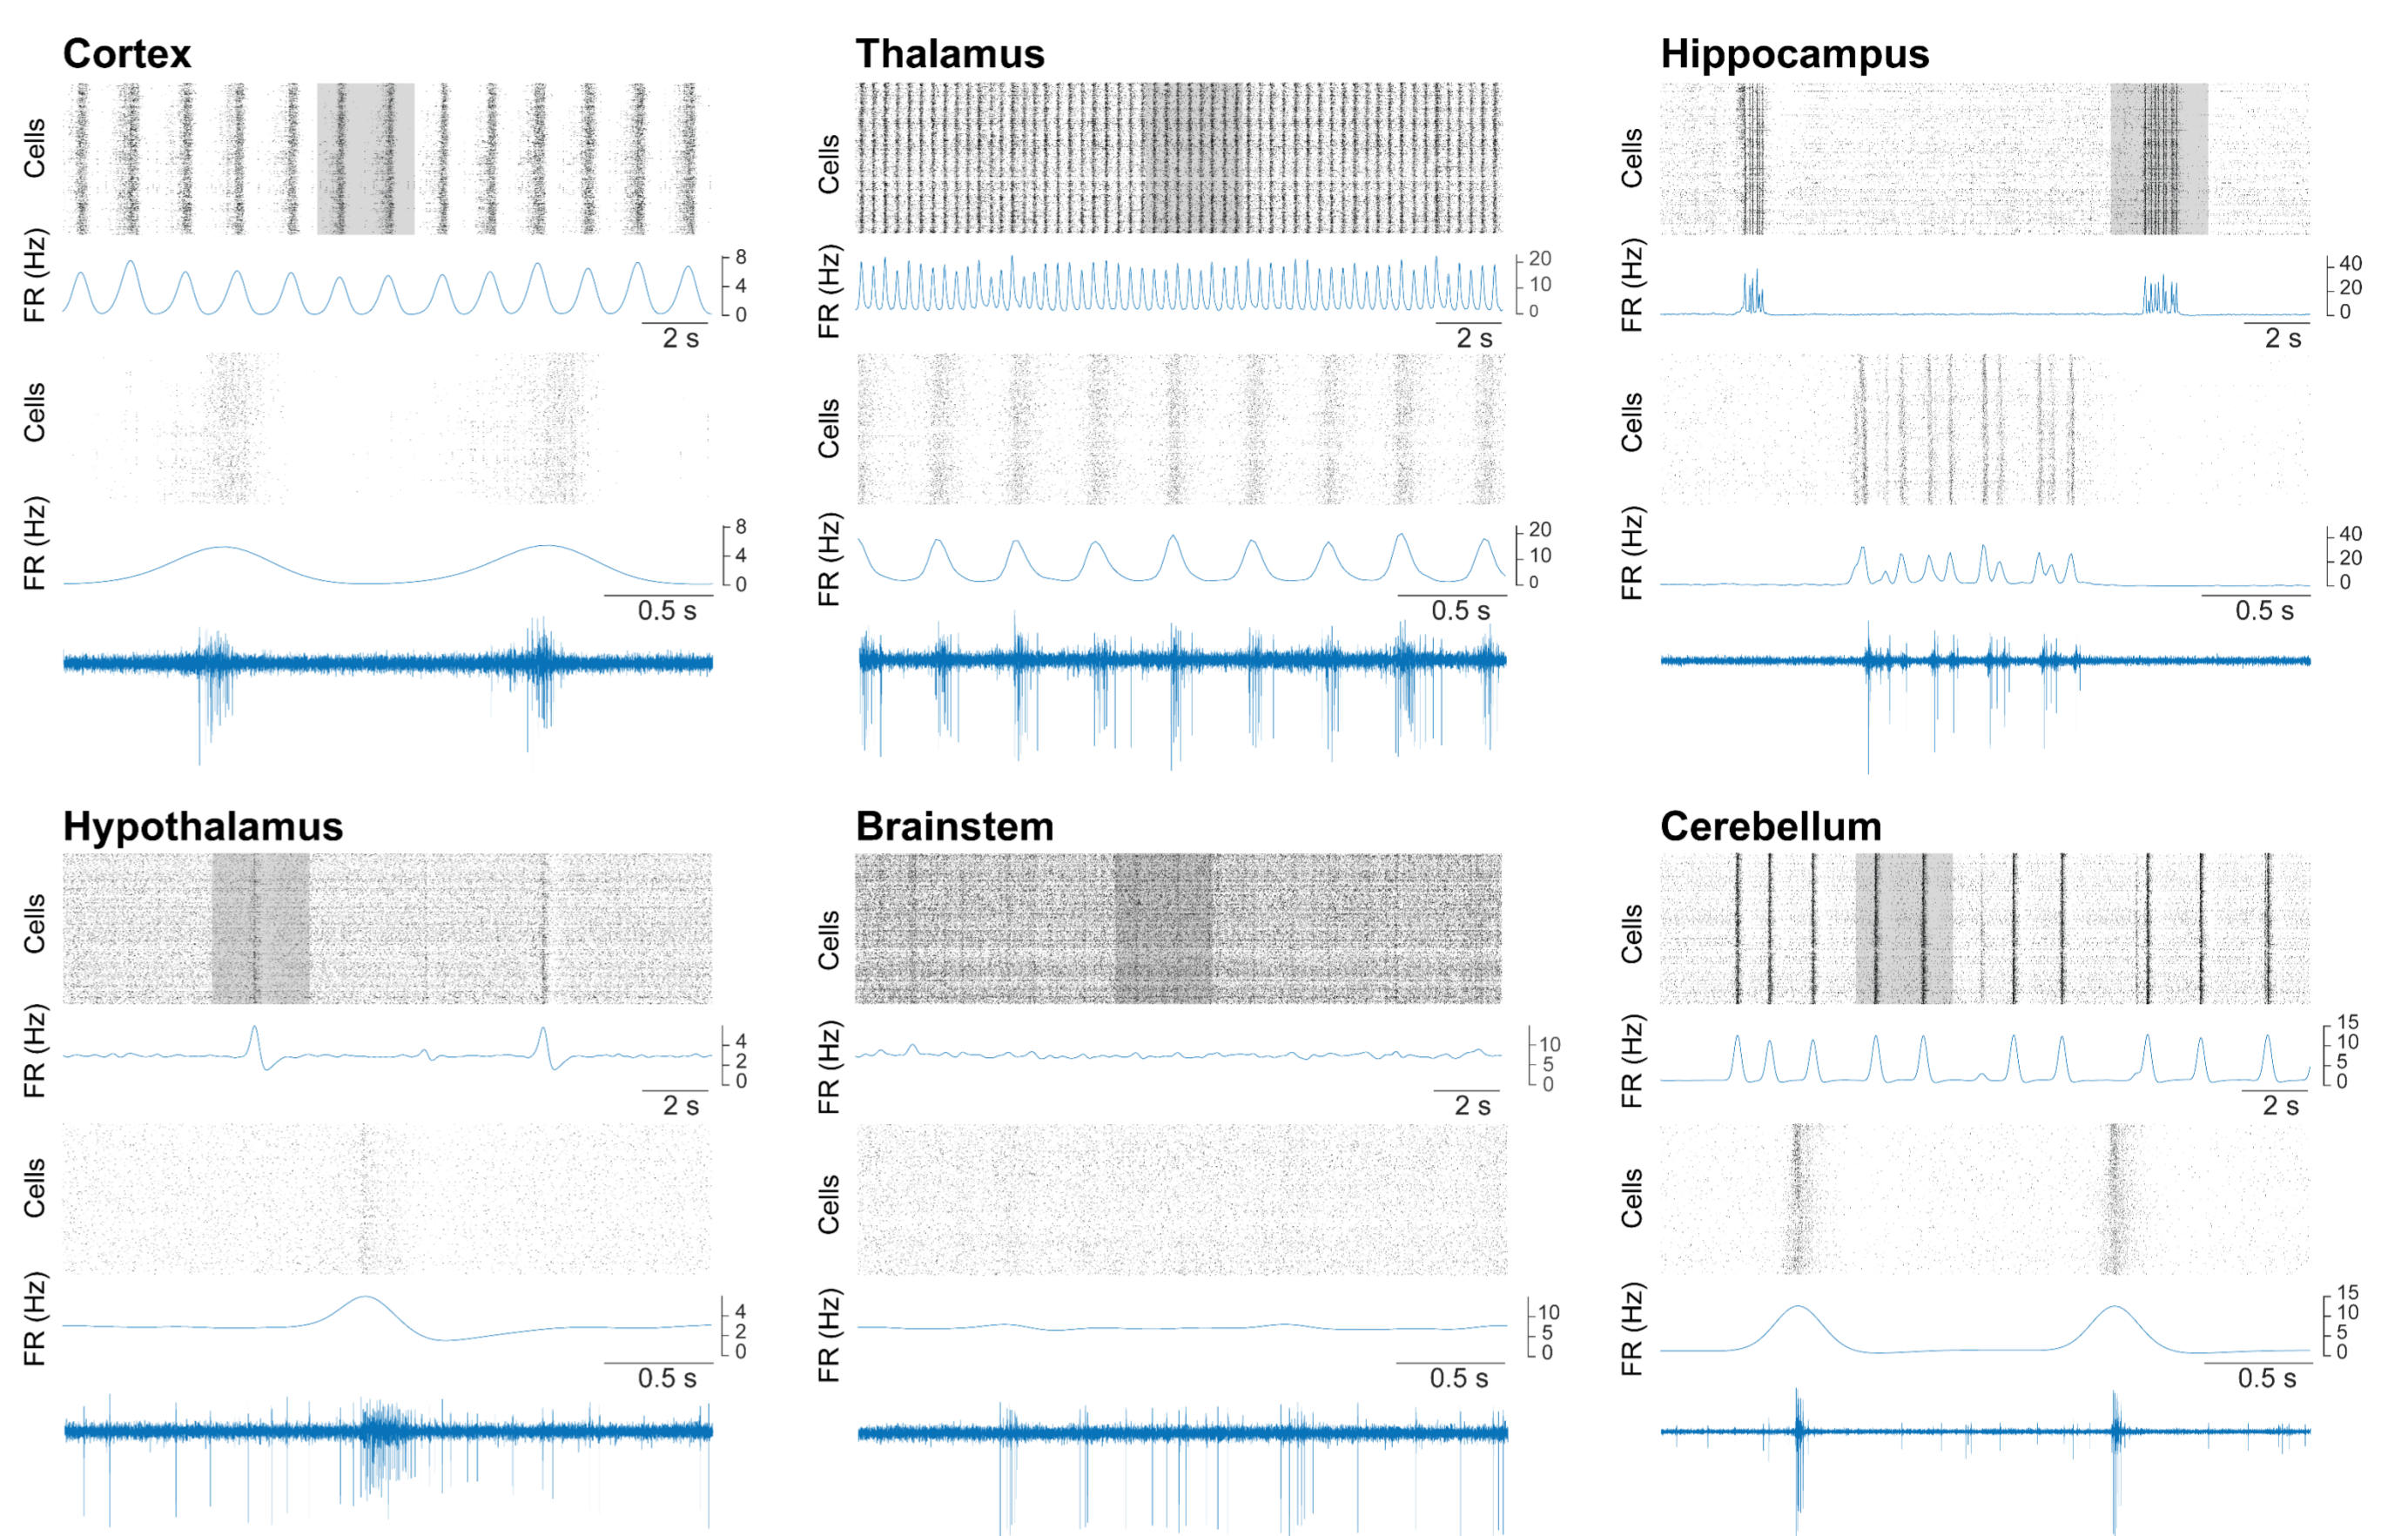 Cortex
Cells
FR (Hz)
8
4
0
2 s
Cells
FR (Hz)
8
4
0
0.5 s
Thalamus
Cells
FR (Hz)
20
10
0
2 s
Cells
FR (Hz)
20
10
0
0.5 s
Hippocampus
Cells
FR (Hz)
40
20
0
2 s
Cells
FR (Hz)
40
20
0
0.5 s
Hypothalamus
Cells
FR (Hz)
4
2
0
2 s
Cells
FR (Hz)
4
2
0
0.5 s
Brainstem
Cells
FR (Hz)
10
5
0
2 s
Cells
FR (Hz)
10
5
0
0.5 s
Cerebellum
Cells
FR (Hz)
15
10
5
0
2 s
Cells
FR (Hz)
15
10
5
0
0.5 s